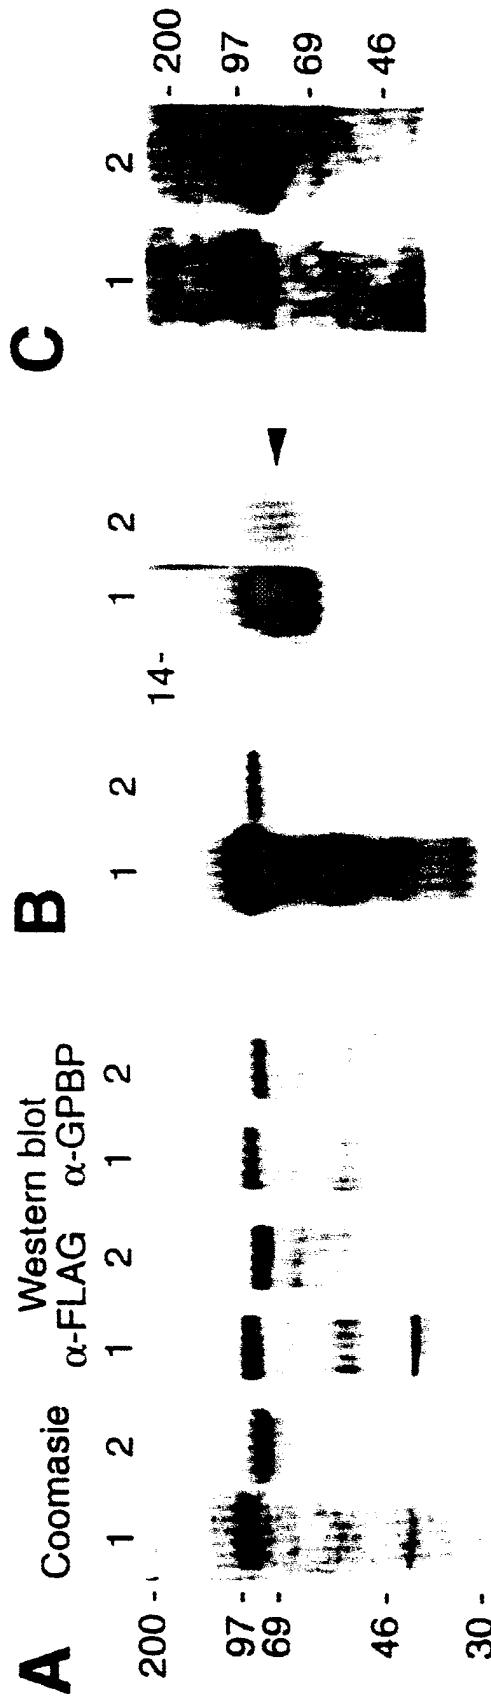 A
Coomasie
Western blot
α-FLAG α-GPBP
1 2 1 2 1 2
200 -
97 -
69 -
46 -
30 -
B
1 2 1 2
14-
C
1 2
- 200
- 97
- 69
- 46